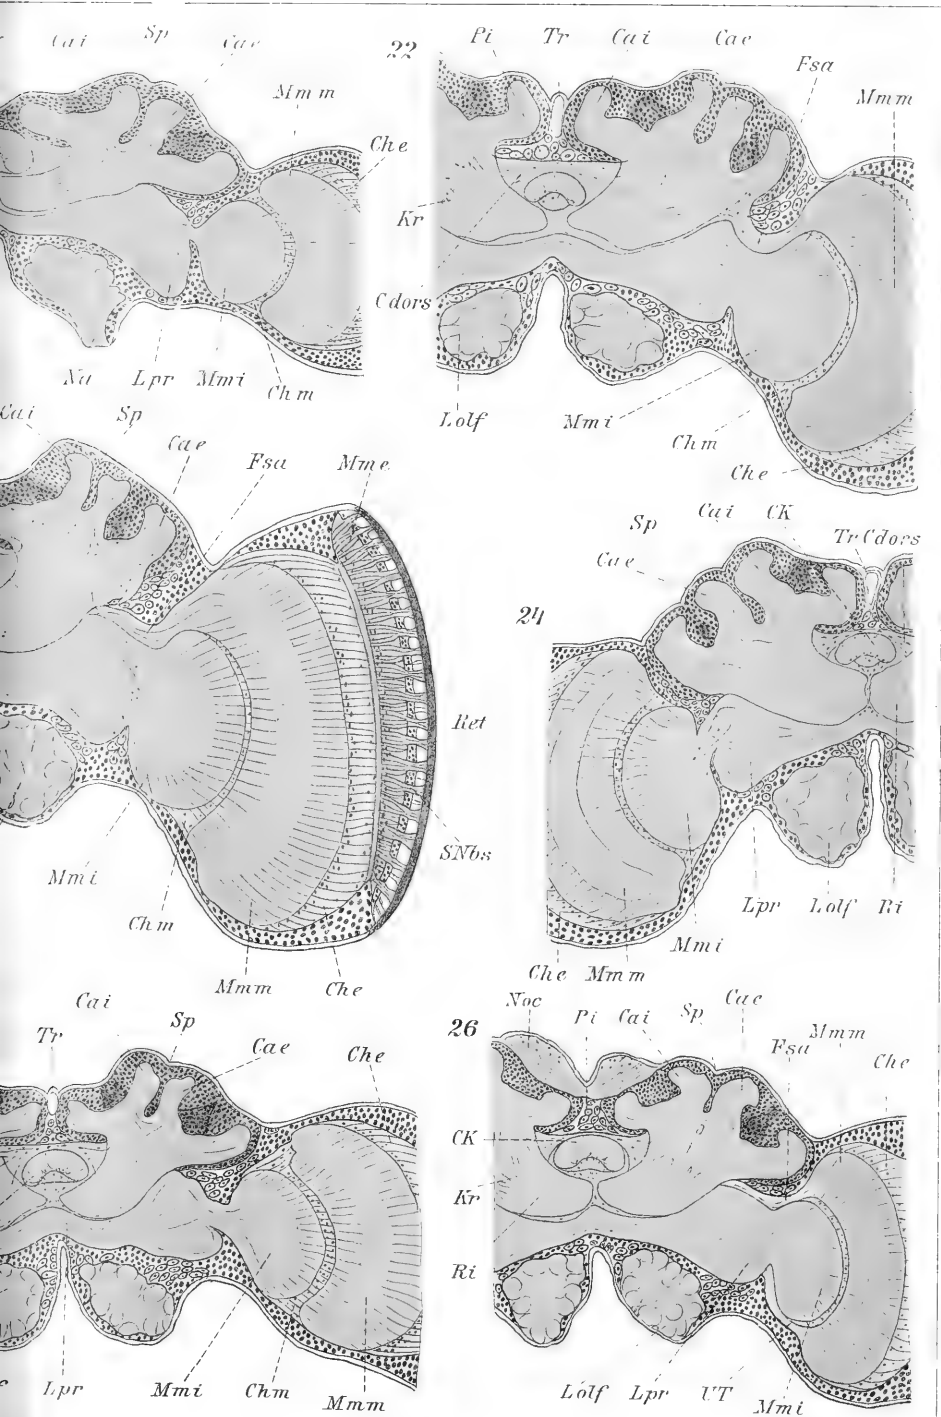 Cai Sp Cae
Mmm
Che
Na Lpr Mmi Chm
22
Pi Tr Cai Cae
Fsa
Mmm
Kr
Cdors
Lolf
Mmi
Chm
Che
Cai Sp
Cae
Fsa Mme
Ret
SNbs
Mmi
Chm
Mmm Che
24
Sp Cai CK
Cae
Tr Cdors
Lpr Lolf Ri
Mmi
Che Mmm
Cai
Tr Sp
Cae
Che
Lpr Mmi Chm
Mmm
26
Noc Pi Cai Sp Cae
Mmm
Fsa
Che
CK
Kr
Ri
Lolf Lpr UT Mmi